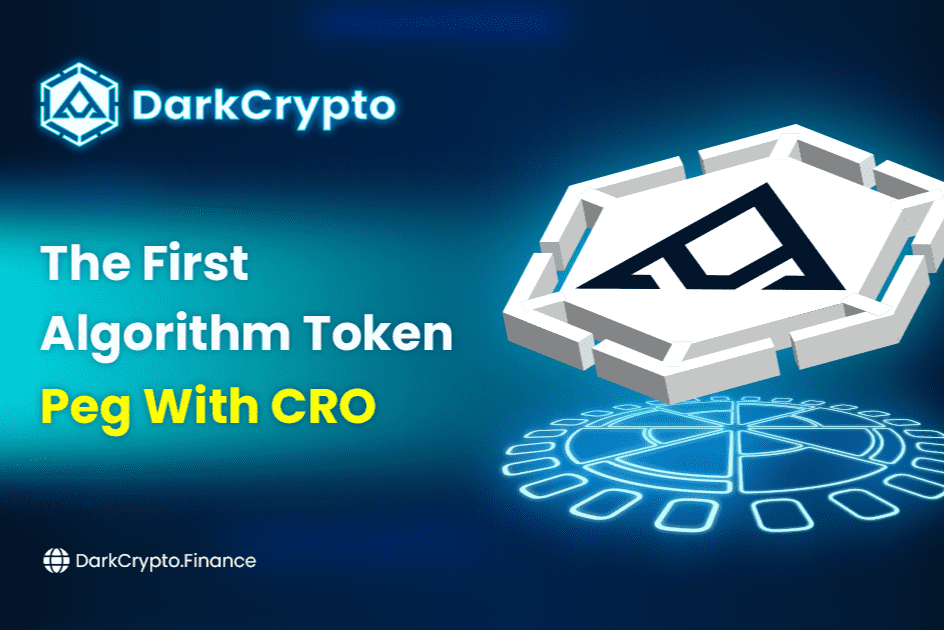 DarkCrypto
The First
Algorithm Token
Peg With CRO
DarkCrypto.Finance